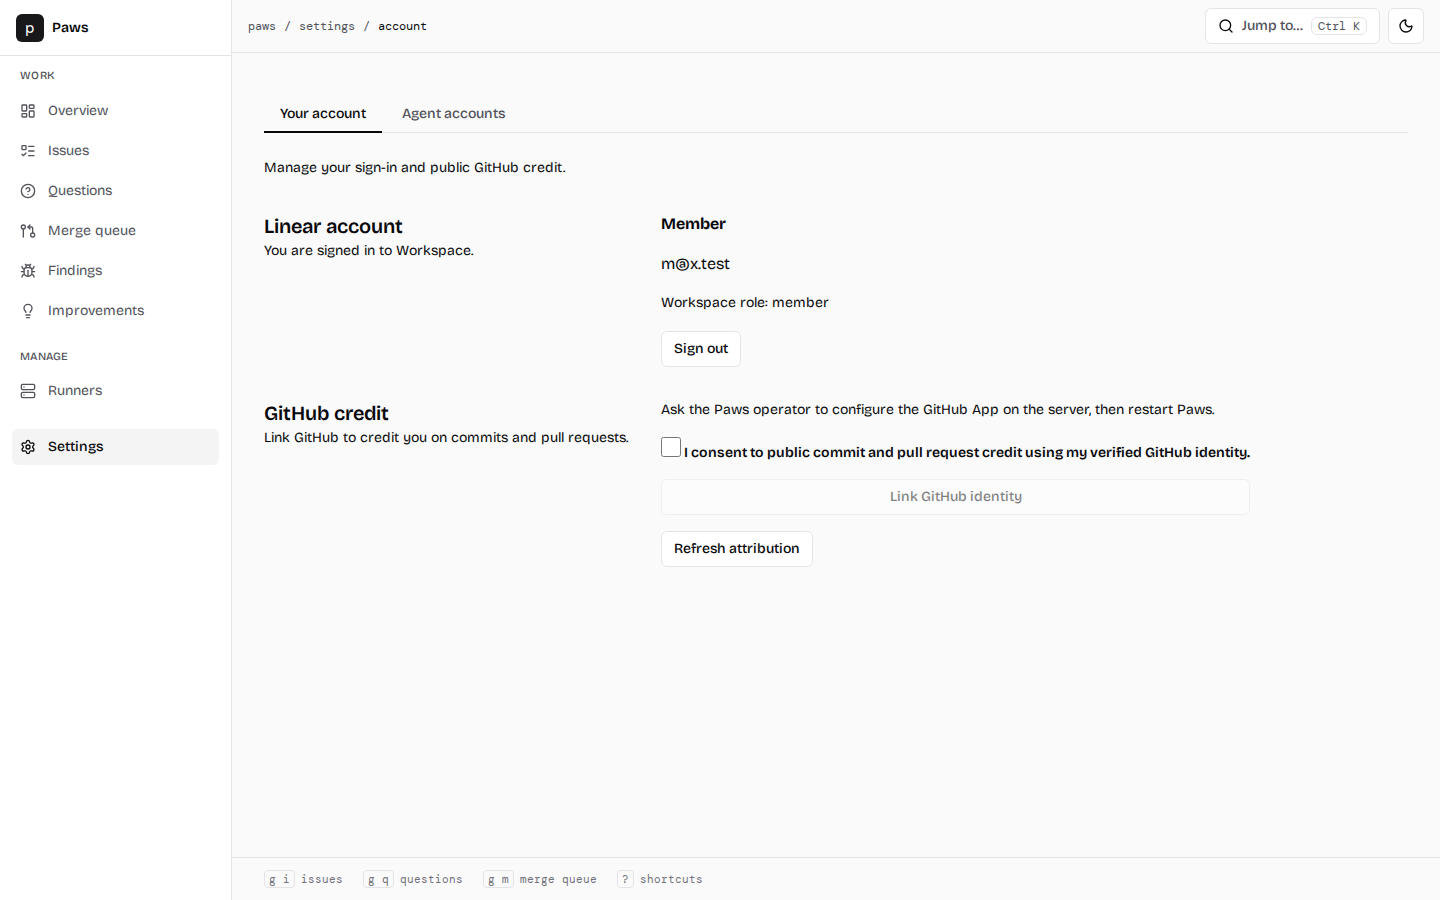 p Paws
paws / settings / account
Jump to... Ctrl K
WORK
Overview
Issues
Questions
Merge queue
Findings
Improvements
MANAGE
Runners
Settings
Your account Agent accounts
Manage your sign-in and public GitHub credit.
Linear account
You are signed in to Workspace.
Member
m@x.test
Workspace role: member
Sign out
GitHub credit
Link GitHub to credit you on commits and pull requests.
Ask the Paws operator to configure the GitHub App on the server, then restart Paws.
I consent to public commit and pull request credit using my verified GitHub identity.
Link GitHub identity
Refresh attribution
g i issues g q questions g m merge queue ? shortcuts